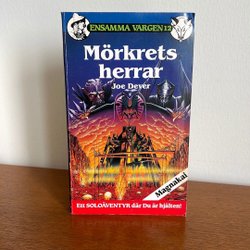 ENSAMMA VARGEN 12
Mörkrets
herrar
Joe Dever
Magnakai
Ett SOLOÄVENTYR där Du är hjälten!